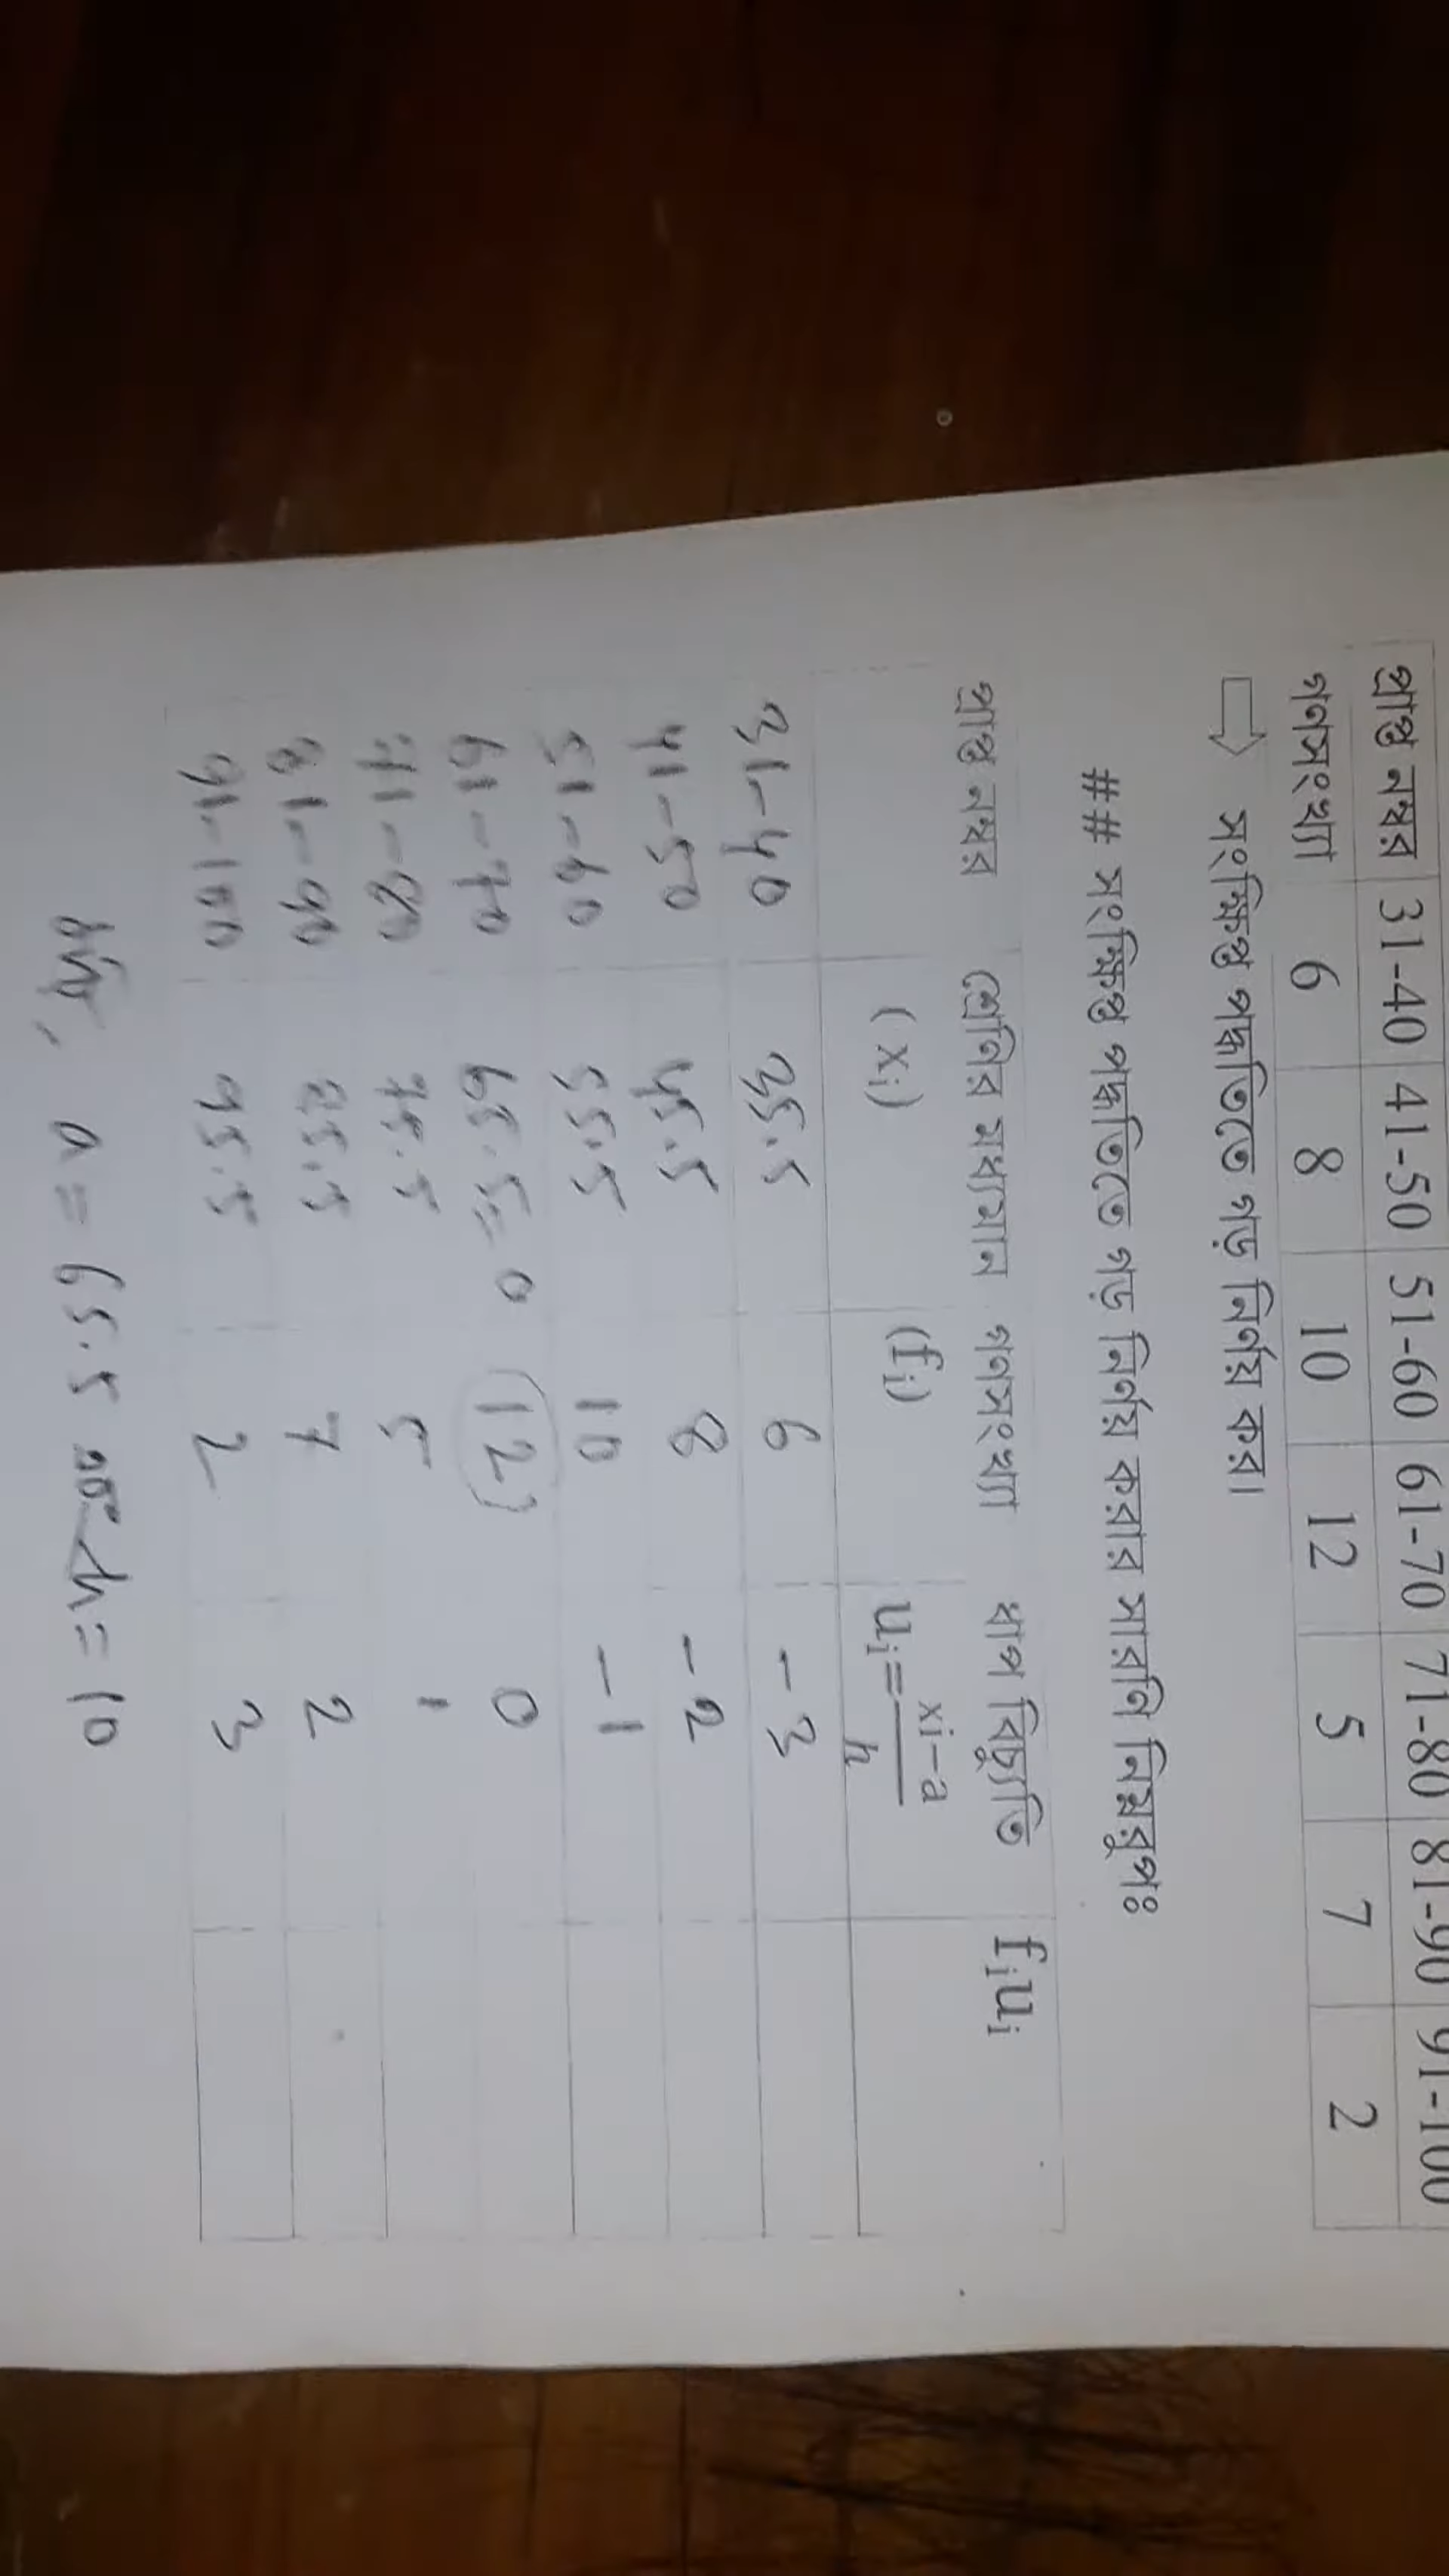 প্রাপ্ত নম্বর 31-40 41-50 51-60 61-70 71-80 81-90 91-100
গণসংখ্যা 6 8 10 12 5 7 2
⇨ সংক্ষিপ্ত পদ্ধতিতে গড় নির্ণয় কর।
## সংক্ষিপ্ত পদ্ধতিতে গড় নির্ণয় করার সারনি নিম্নরূপঃ
প্রাপ্ত নম্বর শ্রেণির মধ্যমান গণসংখ্যা ধাপ বিচ্যুতি fᵢuᵢ
(xᵢ) (fᵢ) uᵢ = (xi-a)/h
31-40 35.5 6 -3
41-50 45.5 8 -2
51-60 55.5 10 -1
61-70 65.5 = 0 (12) 0
71-80 75.5 5 1
81-90 85.5 7 2
91-100 95.5 2 3
a = 65.5 h = 10